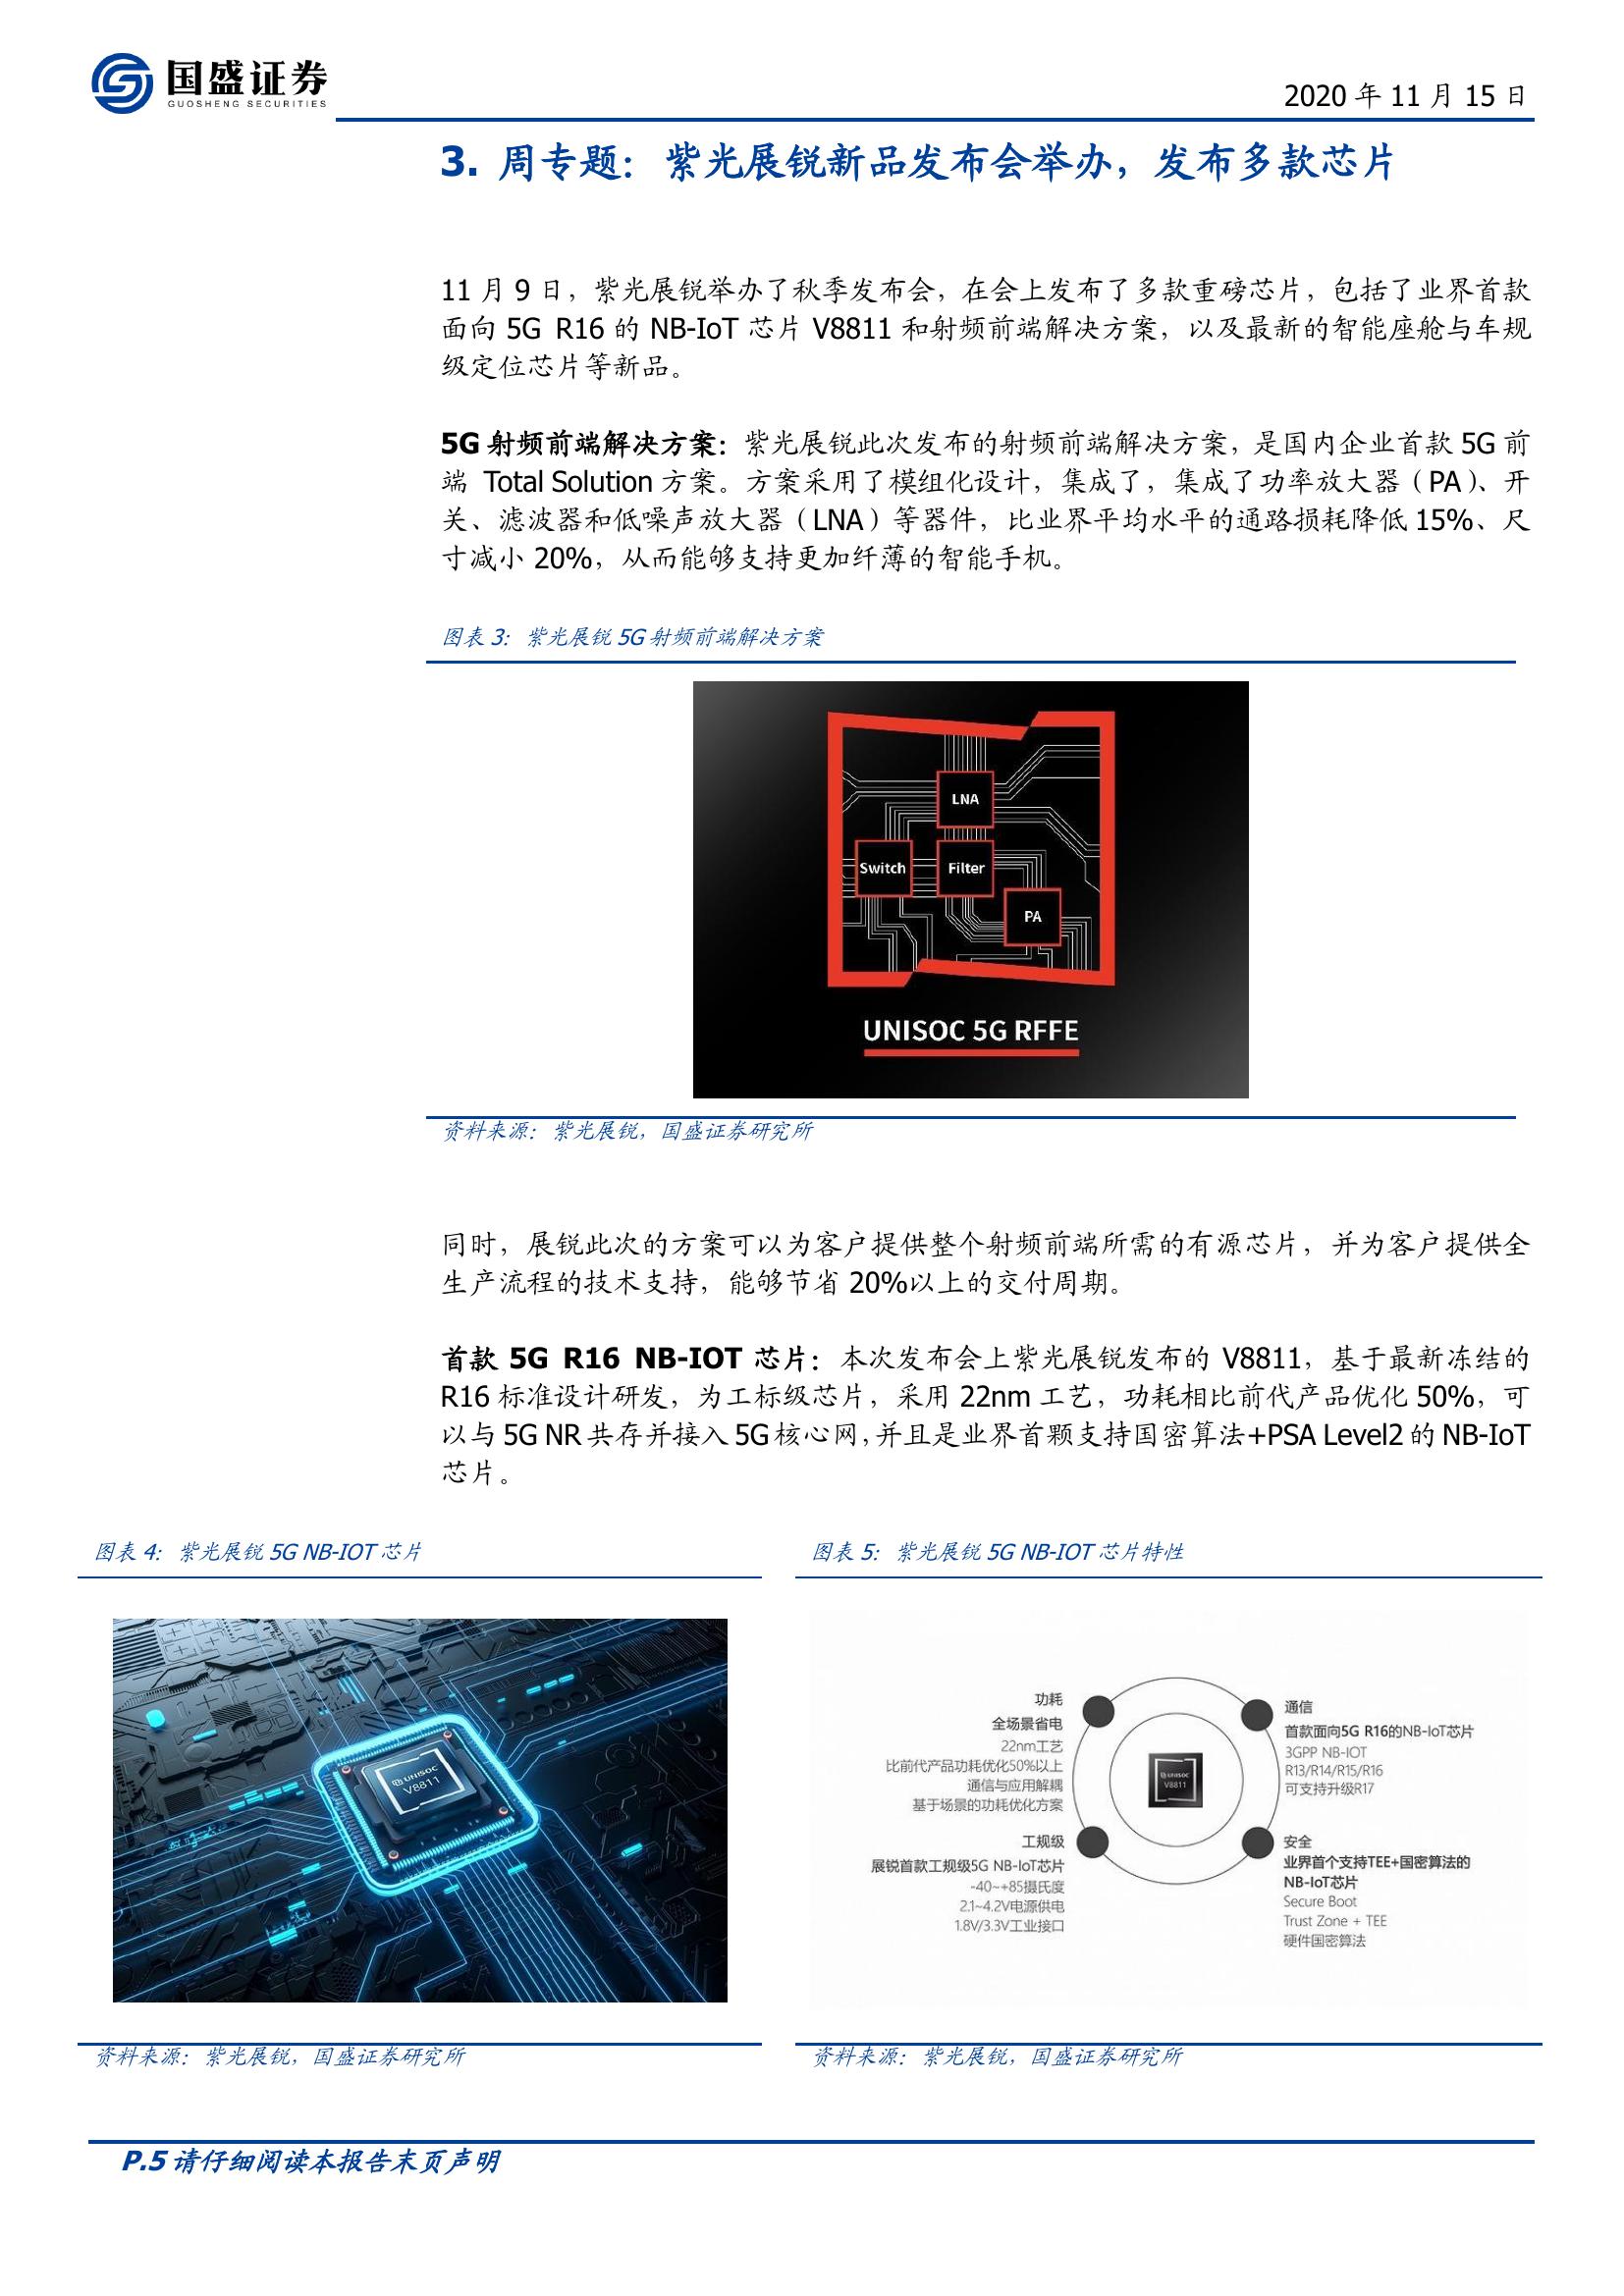 国盛证券
GUOSHENG SECURITIES
2020 年 11 月 15 日
3. 周专题：紫光展锐新品发布会举办，发布多款芯片
11 月 9 日，紫光展锐举办了秋季发布会，在会上发布了多款重磅芯片，包括了业界首款
面向 5G R16 的 NB-IoT 芯片 V8811 和射频前端解决方案，以及最新的智能座舱与车规
级定位芯片等新品。
5G 射频前端解决方案：紫光展锐此次发布的射频前端解决方案，是国内企业首款 5G 前
端 Total Solution 方案。方案采用了模组化设计，集成了，集成了功率放大器（PA）、开
关、滤波器和低噪声放大器（LNA）等器件，比业界平均水平的通路损耗降低 15%、尺
寸减小 20%，从而能够支持更加纤薄的智能手机。
图表 3：紫光展锐 5G 射频前端解决方案
LNA
Switch
Filter
PA
UNISOC 5G RFFE
资料来源：紫光展锐，国盛证券研究所
同时，展锐此次的方案可以为客户提供整个射频前端所需的有源芯片，并为客户提供全
生产流程的技术支持，能够节省 20%以上的交付周期。
首款 5G R16 NB-IOT 芯片：本次发布会上紫光展锐发布的 V8811，基于最新冻结的
R16 标准设计研发，为工标级芯片，采用 22nm 工艺，功耗相比前代产品优化 50%，可
以与 5G NR 共存并接入 5G 核心网，并且是业界首颗支持国密算法+PSA Level2 的 NB-IoT
芯片。
图表 4：紫光展锐 5G NB-IOT 芯片
UNISOC
V8811
资料来源：紫光展锐，国盛证券研究所
图表 5：紫光展锐 5G NB-IOT 芯片特性
功耗
全场景省电
22nm工艺
比前代产品功耗优化50%以上
通信与应用解耦
基于场景的功耗优化方案
工规级
展锐首款工规级5G NB-IoT芯片
-40~+85摄氏度
2.1~4.2V电源供电
1.8V/3.3V工业接口
UNISOC
V8811
通信
首款面向5G R16的NB-IoT芯片
3GPP NB-IOT
R13/R14/R15/R16
可支持升级R17
安全
业界首个支持TEE+国密算法的
NB-IoT芯片
Secure Boot
Trust Zone + TEE
硬件国密算法
资料来源：紫光展锐，国盛证券研究所
P.5 请仔细阅读本报告末页声明